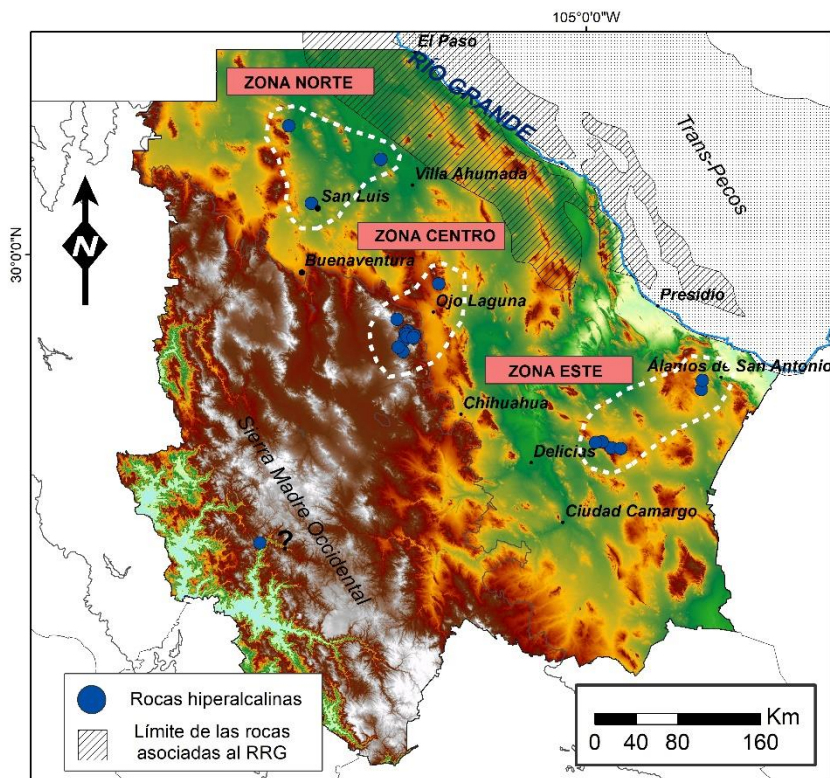 105°0'0"W
El Paso
ZONA NORTE
RÍO GRANDE
Trans-Pecos
Villa Ahumada
San Luis
ZONA CENTRO
30°0'0"N
Buenaventura
N
Ojo Laguna
Presidio
ZONA ESTE
Álamos de San Antonio
Chihuahua
Sierra Madre Occidental
Delicias
Ciudad Camargo
?
Rocas hiperalcalinas
Límite de las rocas
asociadas al RRG
Km
0 40 80 160